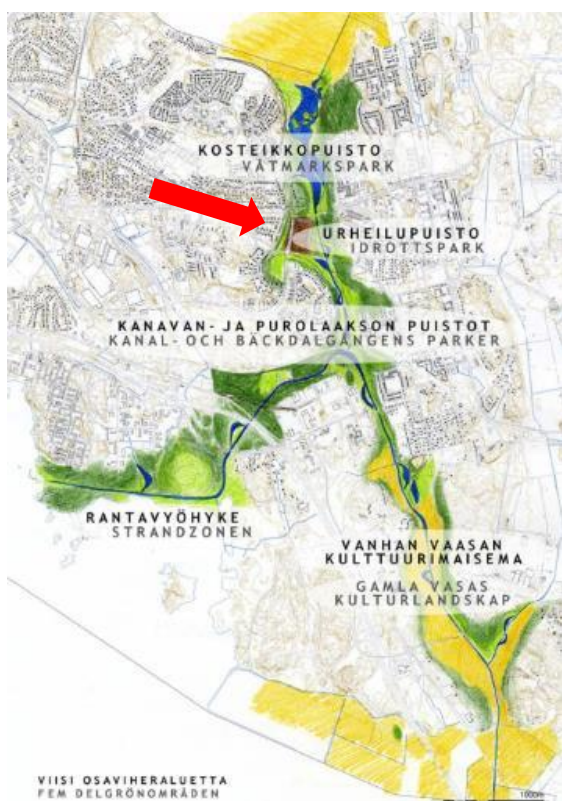 KOSTEIKKOPUISTO
VÅTMARKSPARK
URHEILUPUISTO
IDROTTSPARK
KANAVAN- JA PUROLAAKSON PUISTOT
KANAL- OCH BÄCKDALGÅNGENS PARKER
RANTAVYÖHYKE
STRANDZONEN
VANHAN VAASAN
KULTTUURIMAISEMA
GAMLA VASAS
KULTURLANDSKAP
VIISI OSAVIHERALUETTA
FEM DELGRÖNOMRÅDEN
1000m